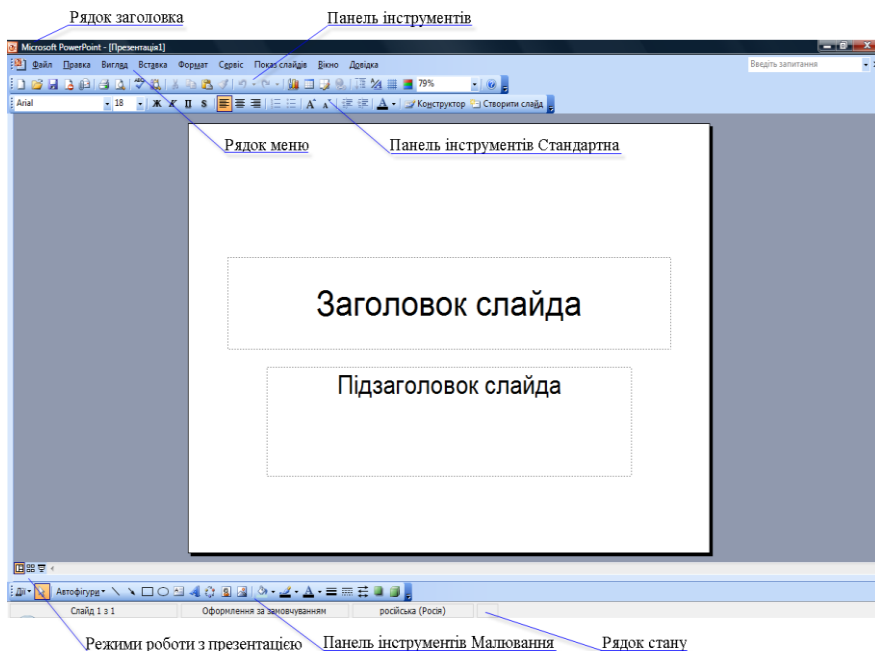 Рядок заголовка
Панель інструментів
Microsoft PowerPoint - [Презентація1]
Файл Правка Вигляд Вставка Формат Сервіс Показ слайдів Вікно Довідка
Введіть запитання
79%
Arial 18 Ж К П S Конструктор Створити слайд
Рядок меню
Панель інструментів Стандартна
Заголовок слайда
Підзаголовок слайда
Дії Автофігури
Слайд 1 з 1 Оформлення за замовчуванням російська (Росія)
Режими роботи з презентацією
Панель інструментів Малювання
Рядок стану